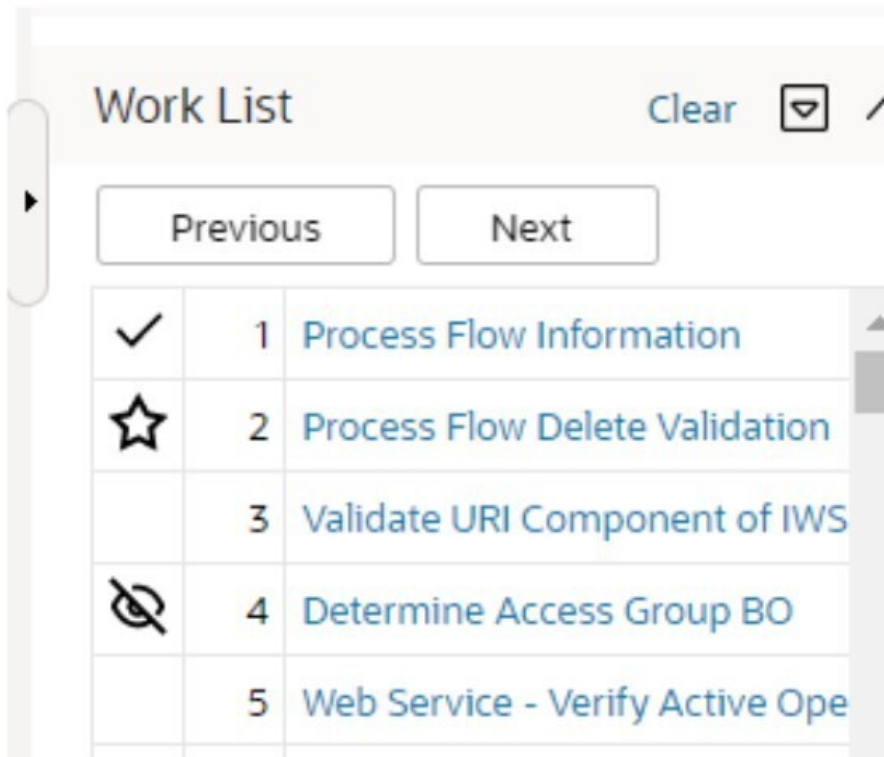 Work List Clear
Previous Next
1 Process Flow Information
2 Process Flow Delete Validation
3 Validate URI Component of IWS
4 Determine Access Group BO
5 Web Service - Verify Active Ope